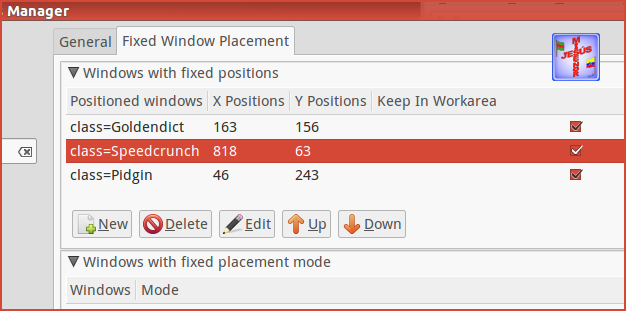 Manager
General Fixed Window Placement
Windows with fixed positions
Positioned windows X Positions Y Positions Keep In Workarea
class=Goldendict 163 156
class=Speedcrunch 818 63
class=Pidgin 46 243
New Delete Edit Up Down
Windows with fixed placement mode
Windows Mode
JESÚS